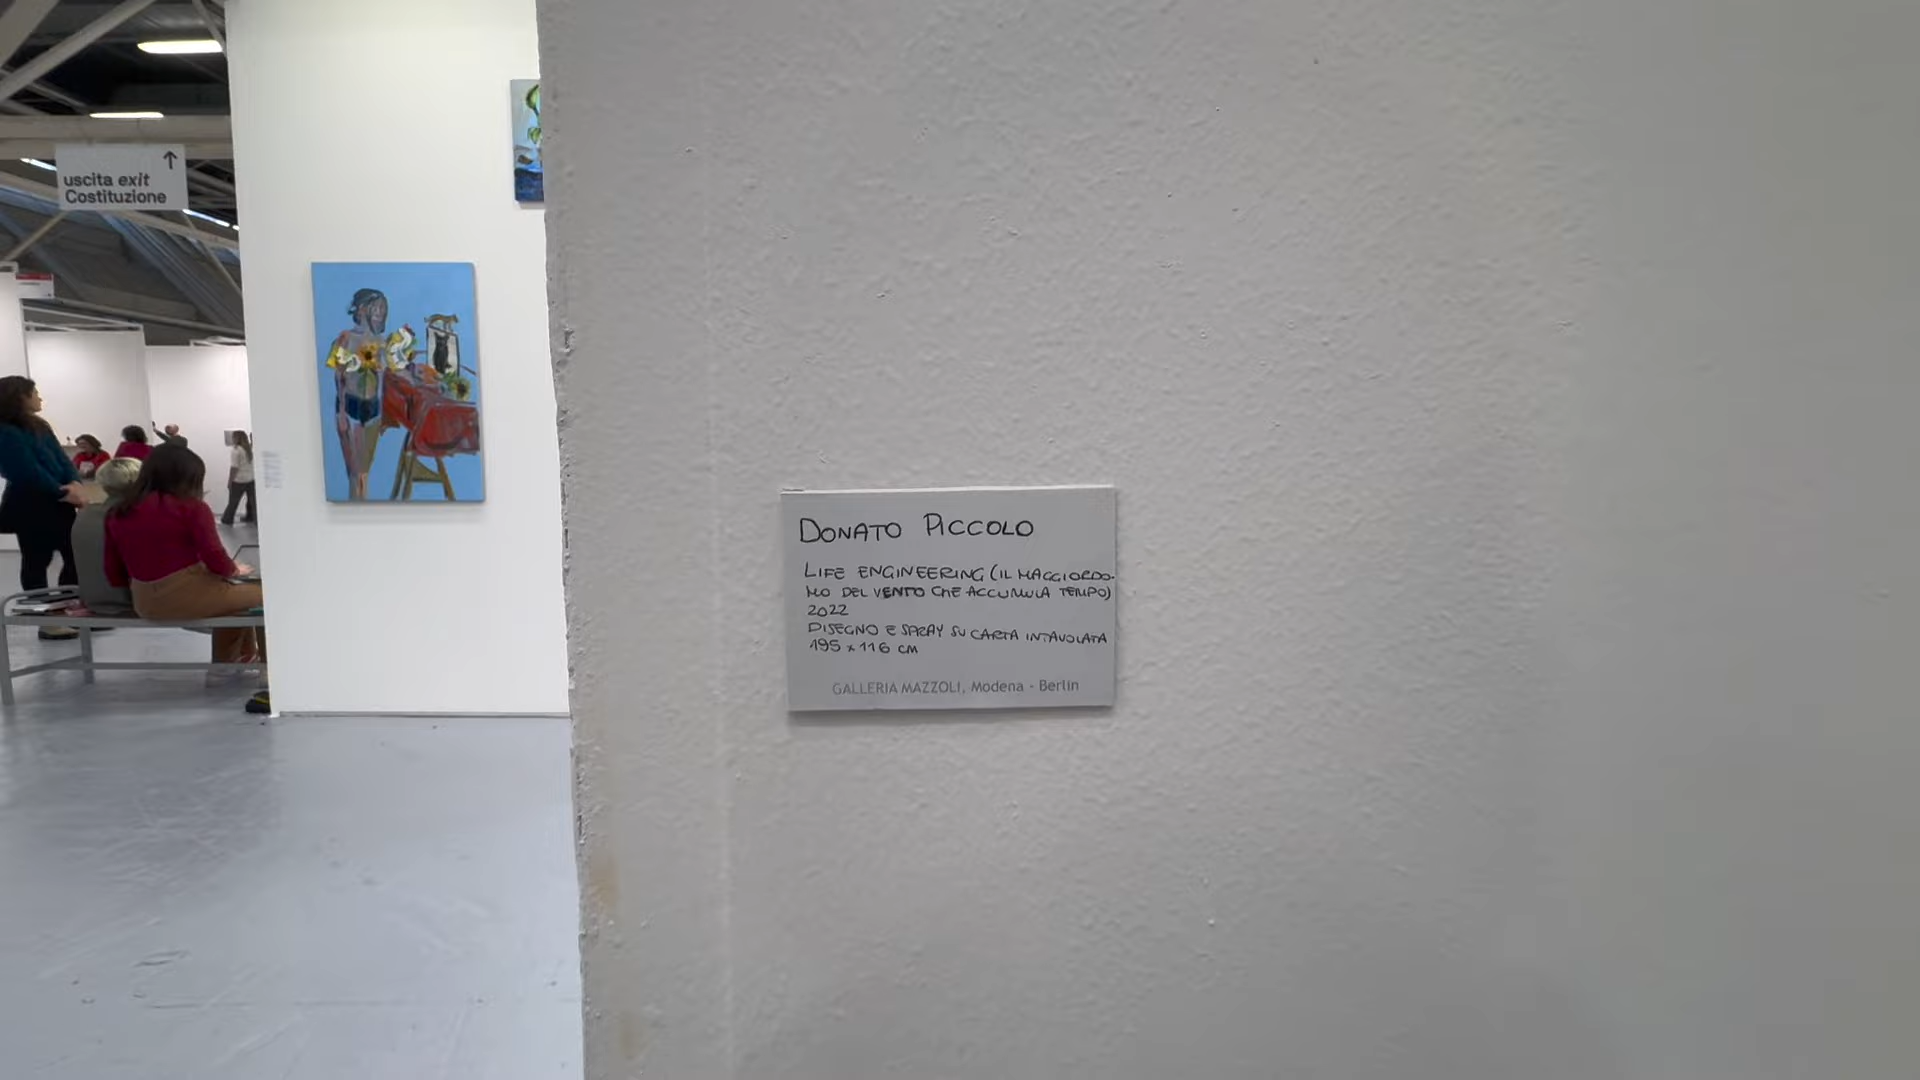 uscita exit
Costituzione
DONATO PICCOLO
LIFE ENGINEERING (IL MAGGIORDO-
MO DEL VENTO CHE ACCUMULA TEMPO)
2022
DISEGNO E SPRAY SU CARTA INTAVOLATA
195 x 116 CM
GALLERIA MAZZOLI, Modena - Berlin